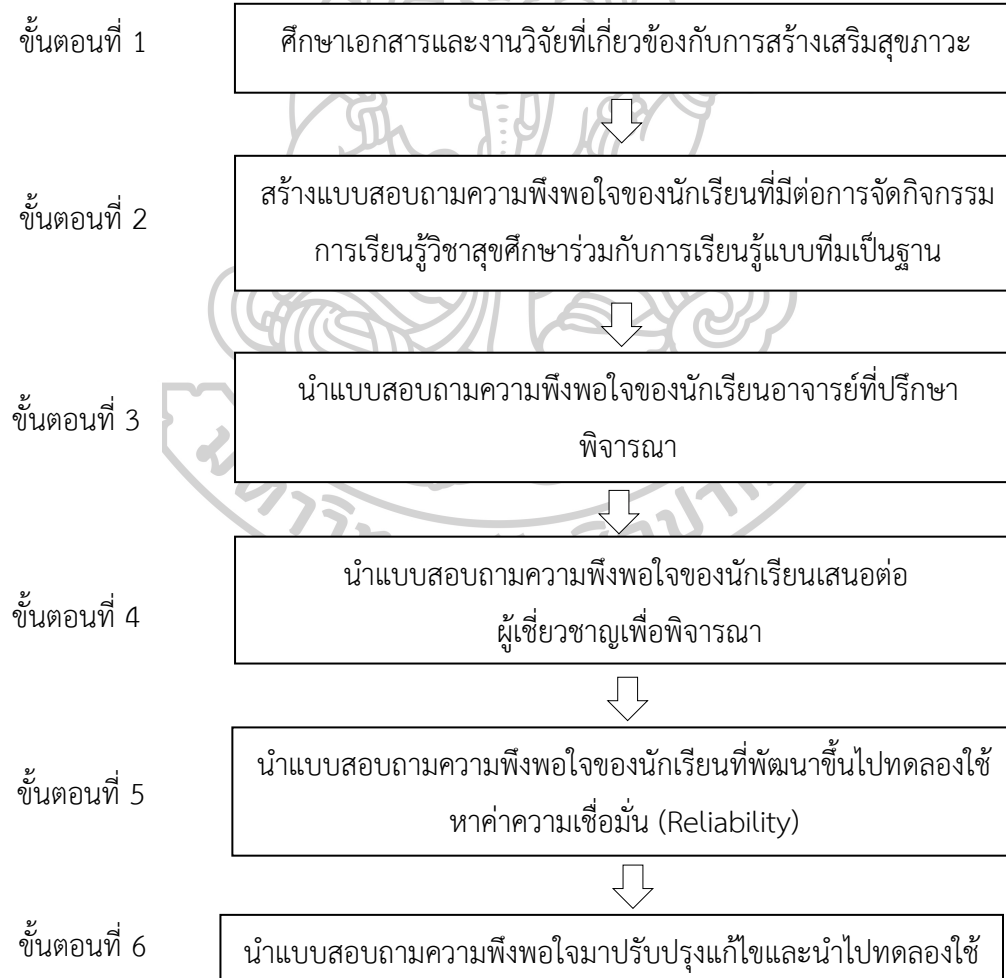 ขั้นตอนที่ 1
ศึกษาเอกสารและงานวิจัยที่เกี่ยวข้องกับการสร้างเสริมสุขภาวะ
ขั้นตอนที่ 2
สร้างแบบสอบถามความพึงพอใจของนักเรียนที่มีต่อการจัดกิจกรรม
การเรียนรู้วิชาสุขศึกษาร่วมกับการเรียนรู้แบบทีมเป็นฐาน
ขั้นตอนที่ 3
นำแบบสอบถามความพึงพอใจของนักเรียนอาจารย์ที่ปรึกษา
พิจารณา
ขั้นตอนที่ 4
นำแบบสอบถามความพึงพอใจของนักเรียนเสนอต่อ
ผู้เชี่ยวชาญเพื่อพิจารณา
ขั้นตอนที่ 5
นำแบบสอบถามความพึงพอใจของนักเรียนที่พัฒนาขึ้นไปทดลองใช้
หาค่าความเชื่อมั่น (Reliability)
ขั้นตอนที่ 6
นำแบบสอบถามความพึงพอใจมาปรับปรุงแก้ไขและนำไปทดลองใช้